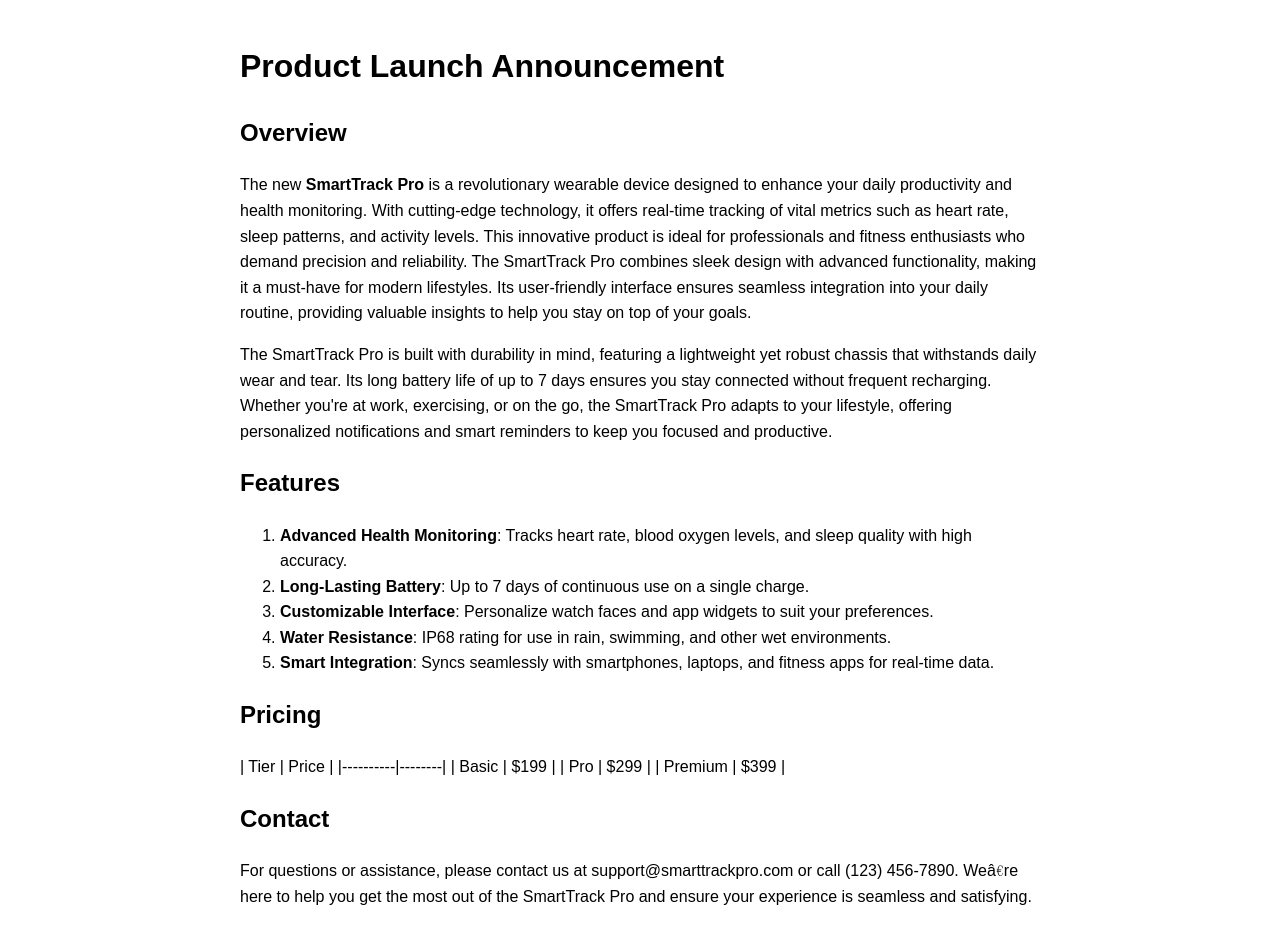 Product Launch Announcement
Overview
The new SmartTrack Pro is a revolutionary wearable device designed to enhance your daily productivity and
health monitoring. With cutting-edge technology, it offers real-time tracking of vital metrics such as heart rate,
sleep patterns, and activity levels. This innovative product is ideal for professionals and fitness enthusiasts who
demand precision and reliability. The SmartTrack Pro combines sleek design with advanced functionality, making
it a must-have for modern lifestyles. Its user-friendly interface ensures seamless integration into your daily
routine, providing valuable insights to help you stay on top of your goals.
The SmartTrack Pro is built with durability in mind, featuring a lightweight yet robust chassis that withstands daily
wear and tear. Its long battery life of up to 7 days ensures you stay connected without frequent recharging.
Whether you're at work, exercising, or on the go, the SmartTrack Pro adapts to your lifestyle, offering
personalized notifications and smart reminders to keep you focused and productive.
Features
1. Advanced Health Monitoring: Tracks heart rate, blood oxygen levels, and sleep quality with high
accuracy.
2. Long-Lasting Battery: Up to 7 days of continuous use on a single charge.
3. Customizable Interface: Personalize watch faces and app widgets to suit your preferences.
4. Water Resistance: IP68 rating for use in rain, swimming, and other wet environments.
5. Smart Integration: Syncs seamlessly with smartphones, laptops, and fitness apps for real-time data.
Pricing
| Tier | Price | |----------|--------| | Basic | $199 | | Pro | $299 | | Premium | $399 |
Contact
For questions or assistance, please contact us at support@smarttrackpro.com or call (123) 456-7890. Weâ€re
here to help you get the most out of the SmartTrack Pro and ensure your experience is seamless and satisfying.